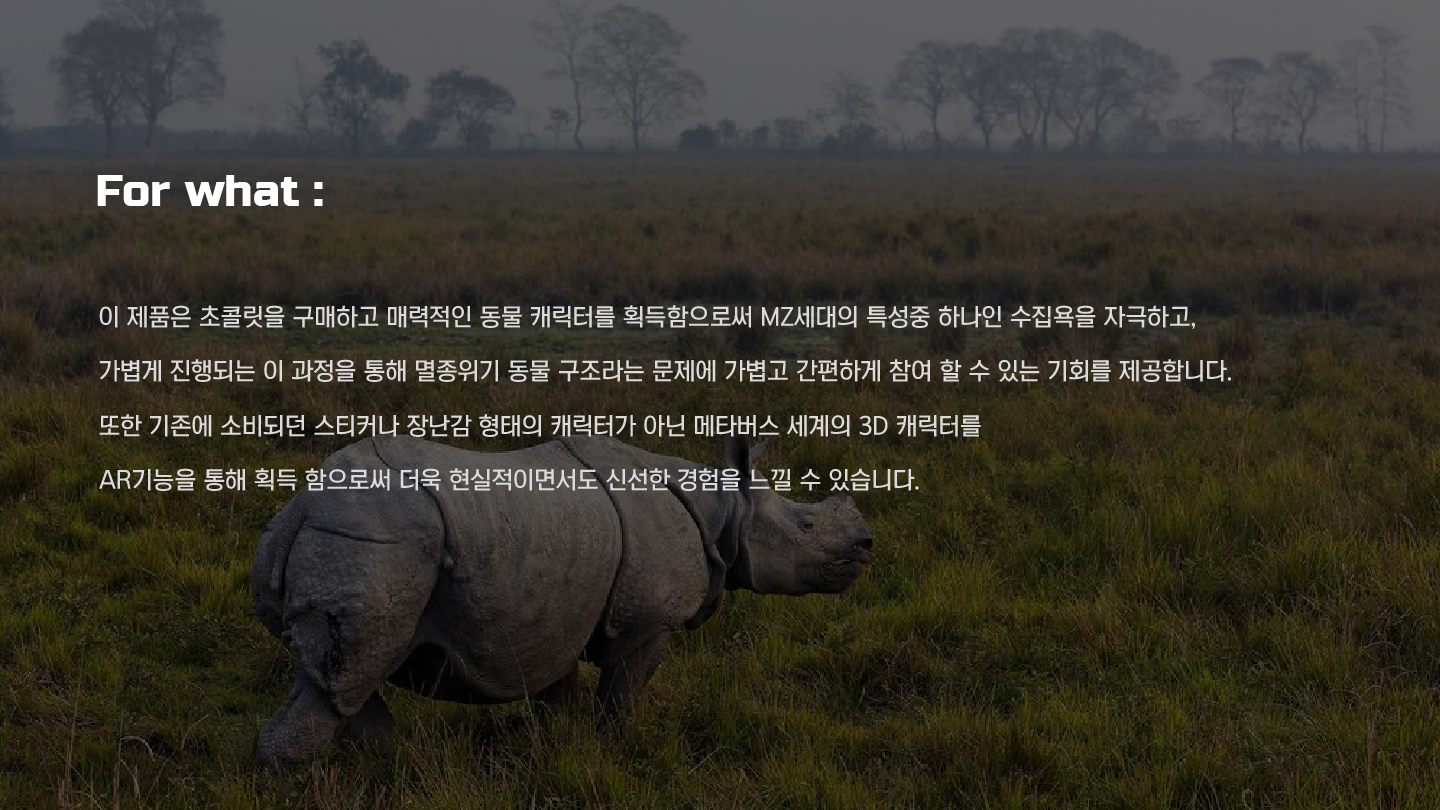 For what :
이 제품은 초콜릿을 구매하고 매력적인 동물 캐릭터를 획득함으로써 MZ세대의 특성중 하나인 수집욕을 자극하고,
가볍게 진행되는 이 과정을 통해 멸종위기 동물 구조라는 문제에 가볍고 간편하게 참여 할 수 있는 기회를 제공합니다.
또한 기존에 소비되던 스티커나 장난감 형태의 캐릭터가 아닌 메타버스 세계의 3D 캐릭터를
AR기능을 통해 획득 함으로써 더욱 현실적이면서도 신선한 경험을 느낄 수 있습니다.